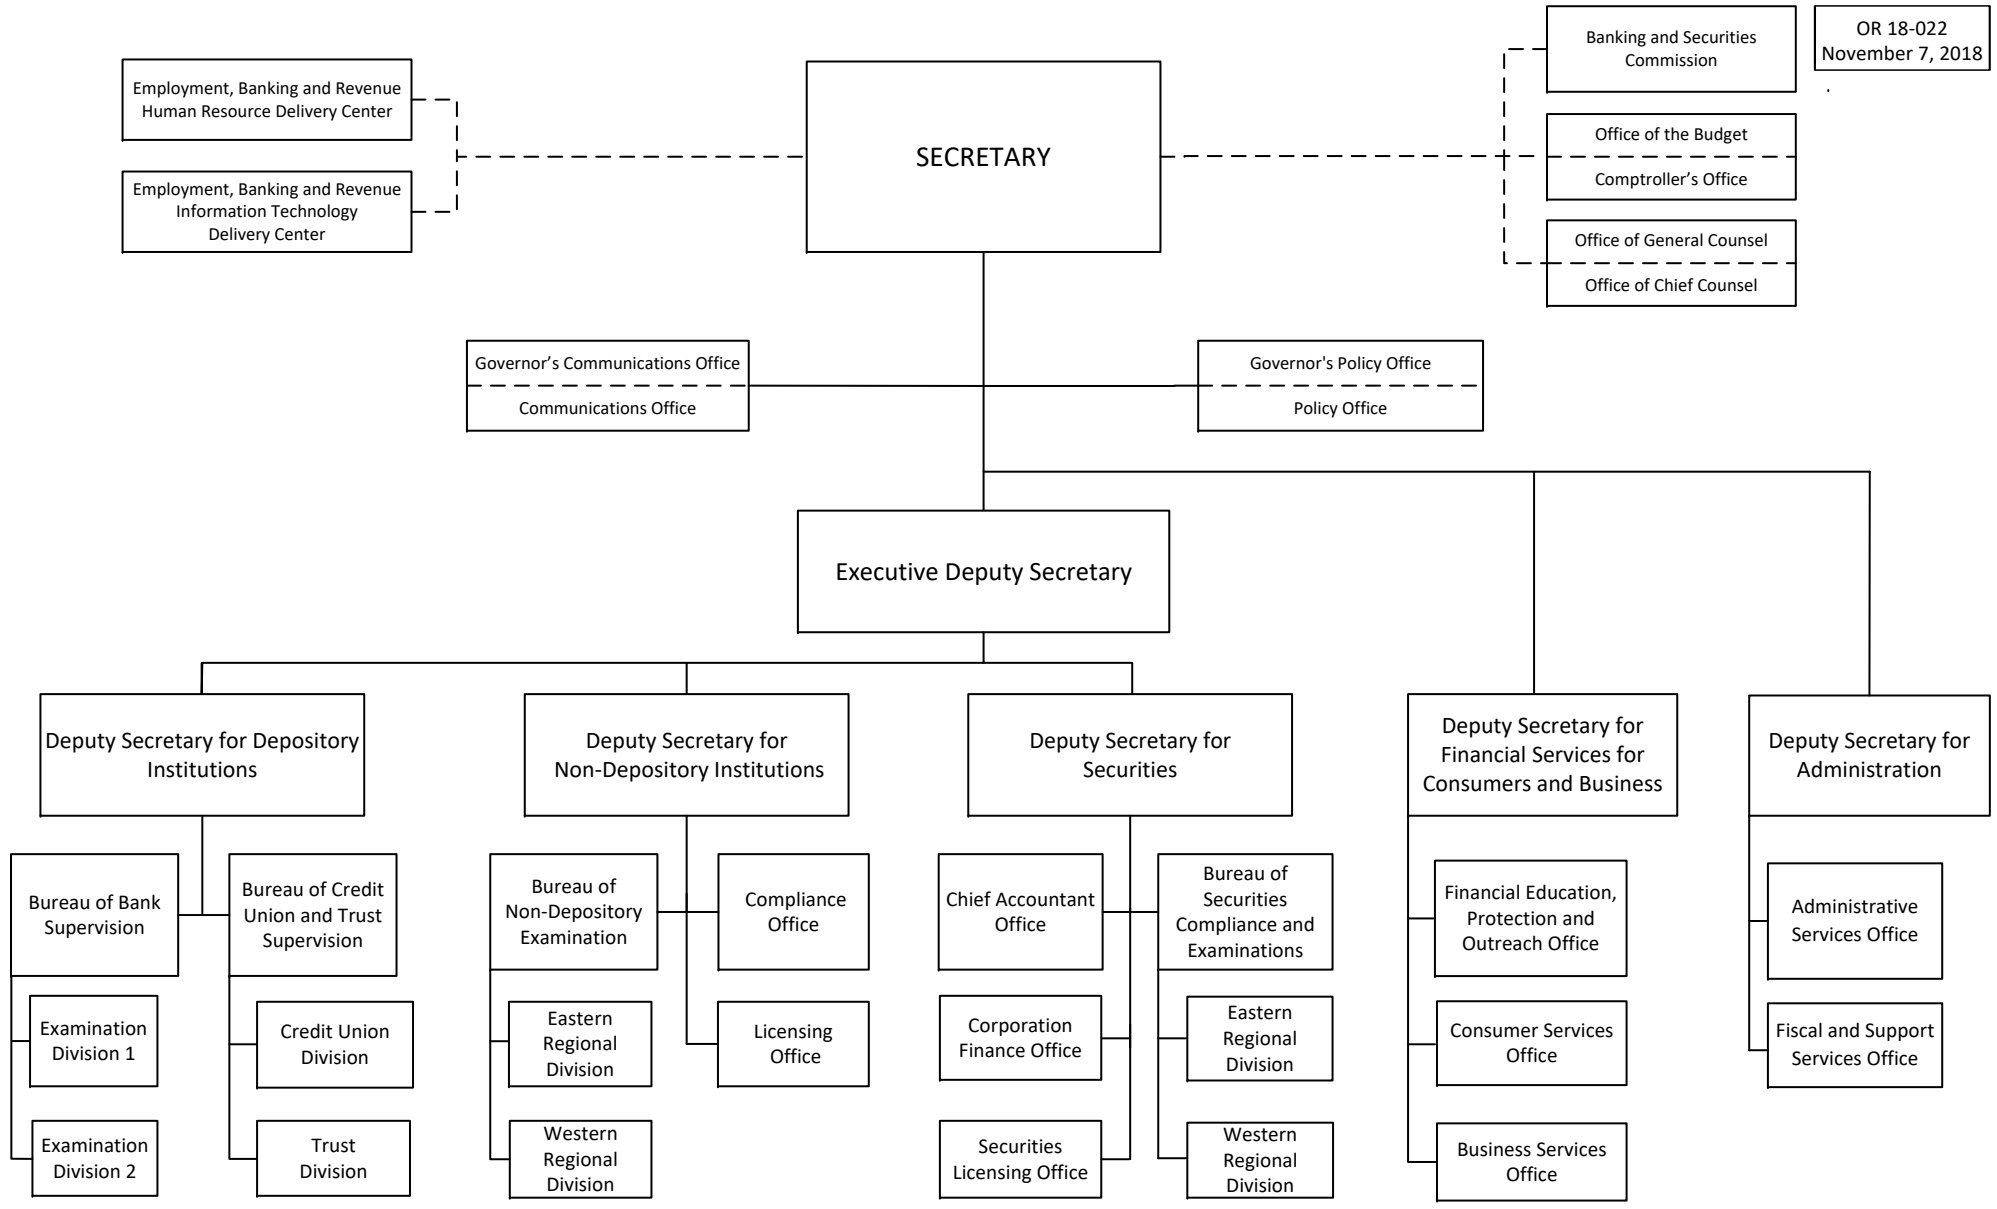 Banking and Securities
Commission
OR 18-022
November 7, 2018
.
Employment, Banking and Revenue
Human Resource Delivery Center
SECRETARY
Office of the Budget
Comptroller’s Office
Employment, Banking and Revenue
Information Technology
Delivery Center
Office of General Counsel
Office of Chief Counsel
Governor’s Communications Office
Communications Office
Governor's Policy Office
Policy Office
Executive Deputy Secretary
Deputy Secretary for Depository
Institutions
Deputy Secretary for
Non-Depository Institutions
Deputy Secretary for
Securities
Deputy Secretary for
Financial Services for
Consumers and Business
Deputy Secretary for
Administration
Bureau of Bank
Supervision
Bureau of Credit
Union and Trust
Supervision
Bureau of
Non-Depository
Examination
Compliance
Office
Chief Accountant
Office
Bureau of
Securities
Compliance and
Examinations
Financial Education,
Protection and
Outreach Office
Administrative
Services Office
Examination
Division 1
Credit Union
Division
Eastern
Regional
Division
Licensing
Office
Corporation
Finance Office
Eastern
Regional
Division
Consumer Services
Office
Fiscal and Support
Services Office
Examination
Division 2
Trust
Division
Western
Regional
Division
Securities
Licensing Office
Western
Regional
Division
Business Services
Office